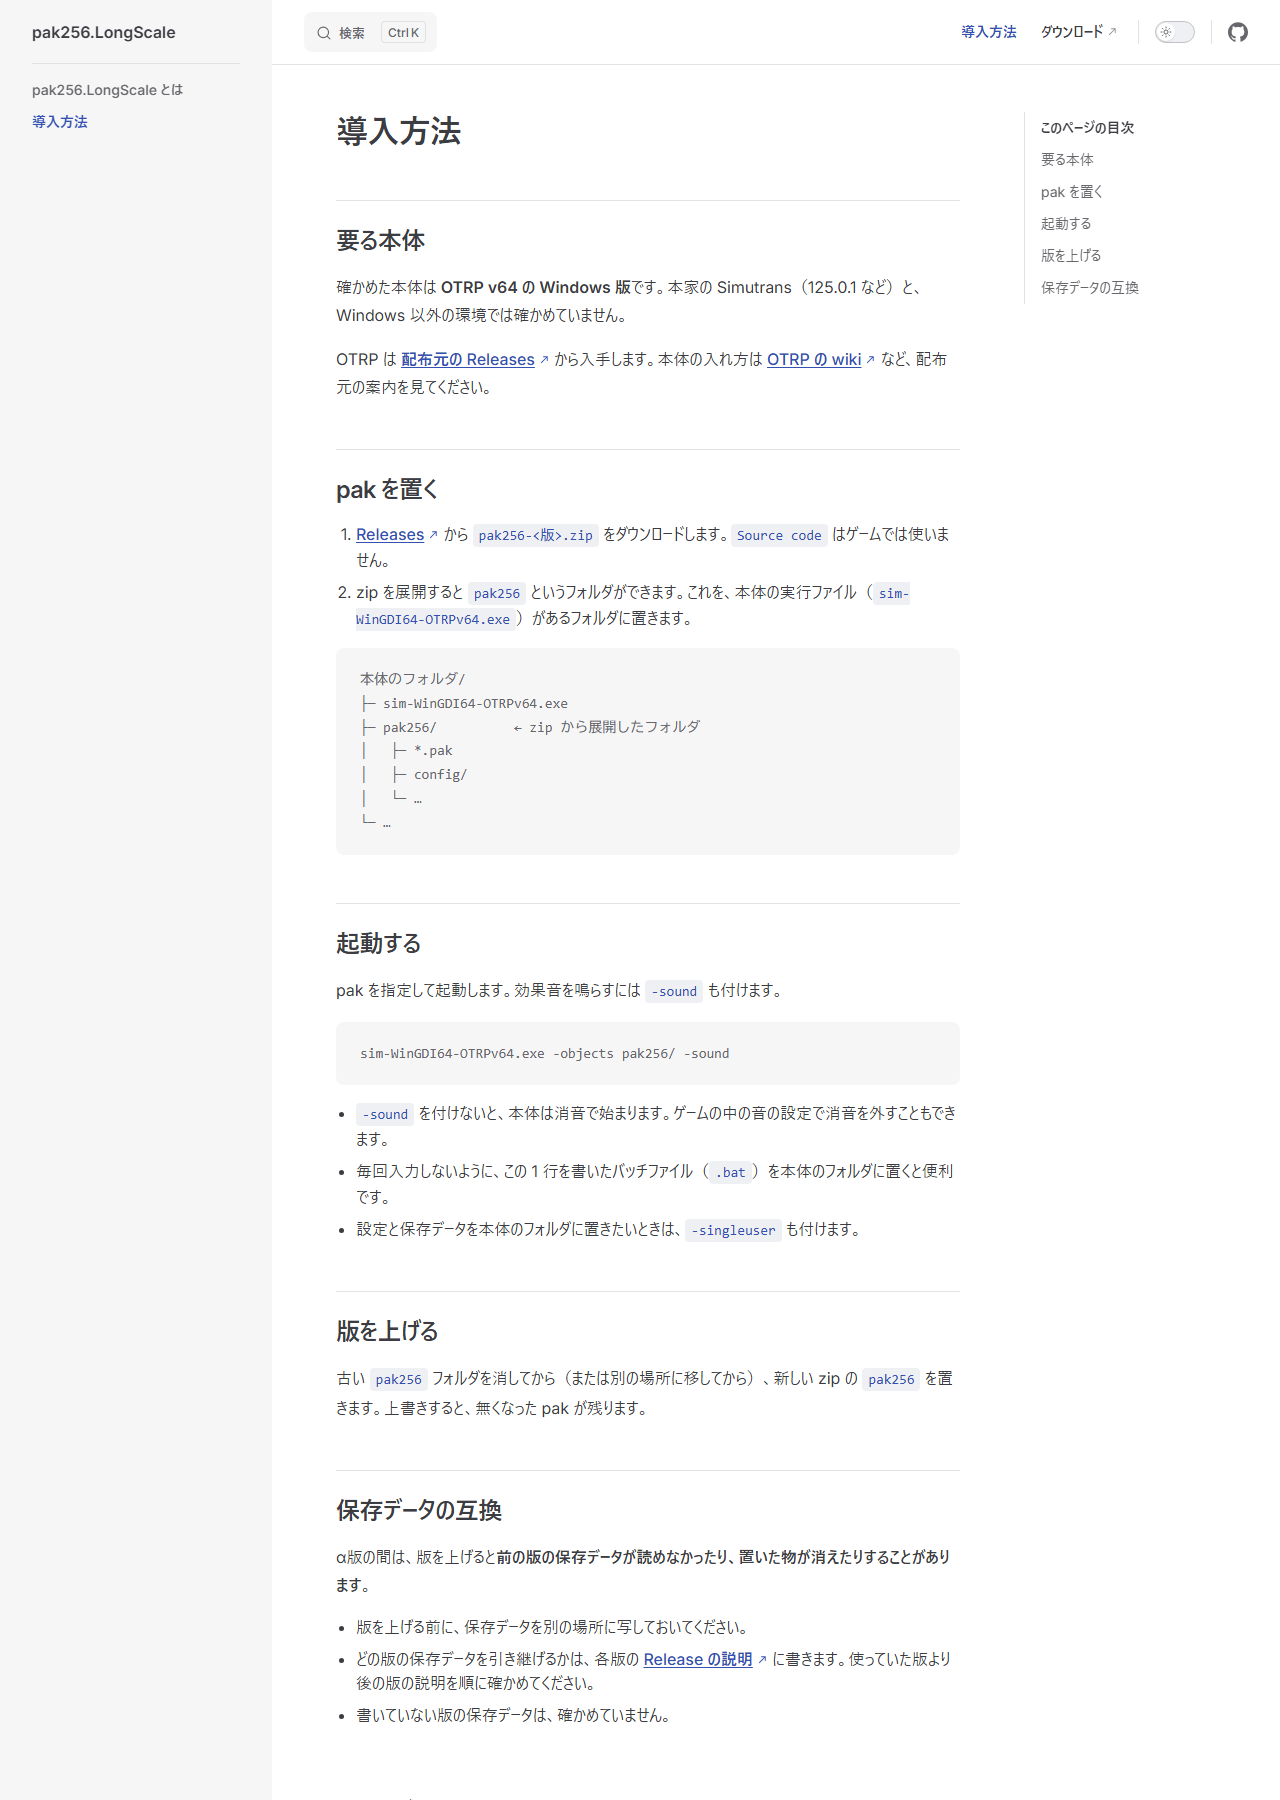 pak256.LongScale
検索 Ctrl K
導入方法
ダウンロード
pak256.LongScale とは
導入方法
導入方法
このページの目次
要る本体
pak を置く
起動する
版を上げる
保存データの互換
要る本体
確かめた本体は OTRP v64 の Windows 版です。本家の Simutrans（125.0.1 など）と、
Windows 以外の環境では確かめていません。
OTRP は 配布元の Releases ↗ から入手します。本体の入れ方は OTRP の wiki ↗ など、配布
元の案内を見てください。
pak を置く
1. Releases ↗ から pak256-<版>.zip をダウンロードします。Source code はゲームでは使いま
せん。
2. zip を展開すると pak256 というフォルダができます。これを、本体の実行ファイル（sim-
WinGDI64-OTRPv64.exe）があるフォルダに置きます。
本体のフォルダ/
├─ sim-WinGDI64-OTRPv64.exe
├─ pak256/ ← zip から展開したフォルダ
│ ├─ *.pak
│ ├─ config/
│ └─ …
└─ …
起動する
pak を指定して起動します。効果音を鳴らすには -sound も付けます。
sim-WinGDI64-OTRPv64.exe -objects pak256/ -sound
• -sound を付けないと、本体は消音で始まります。ゲームの中の音の設定で消音を外すこともでき
ます。
• 毎回入力しないように、この 1 行を書いたバッチファイル（.bat）を本体のフォルダに置くと便利
です。
• 設定と保存データを本体のフォルダに置きたいときは、-singleuser も付けます。
版を上げる
古い pak256 フォルダを消してから（または別の場所に移してから）、新しい zip の pak256 を置
きます。上書きすると、無くなった pak が残ります。
保存データの互換
α版の間は、版を上げると前の版の保存データが読めなかったり、置いた物が消えたりすることがあり
ます。
• 版を上げる前に、保存データを別の場所に写しておいてください。
• どの版の保存データを引き継げるかは、各版の Release の説明 ↗ に書きます。使っていた版より
後の版の説明を順に確かめてください。
• 書いていない版の保存データは、確かめていません。